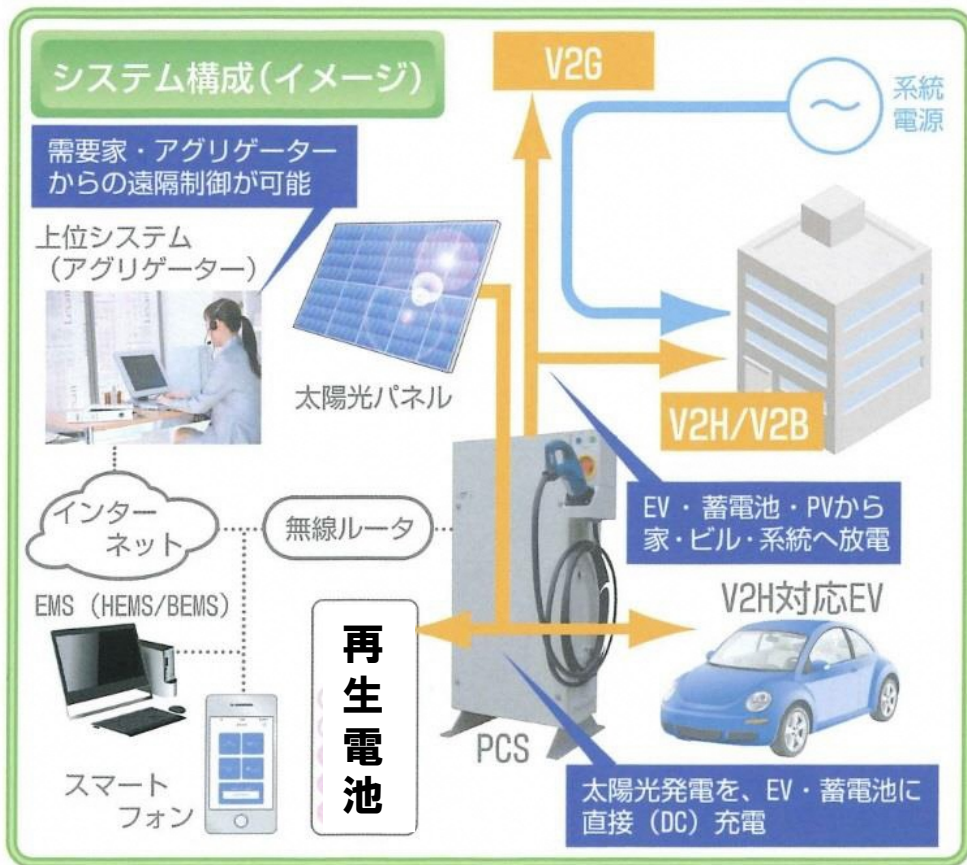 システム構成(イメージ)
V2G
系統
電源
需要家・アグリゲーター
からの遠隔制御が可能
上位システム
(アグリゲーター)
太陽光パネル
V2H/V2B
EV・蓄電池・PVから
家・ビル・系統へ放電
インター
ネット
無線ルータ
EMS (HEMS/BEMS)
再生電池
V2H対応EV
PCS
スマート
フォン
太陽光発電を、EV・蓄電池に
直接(DC)充電